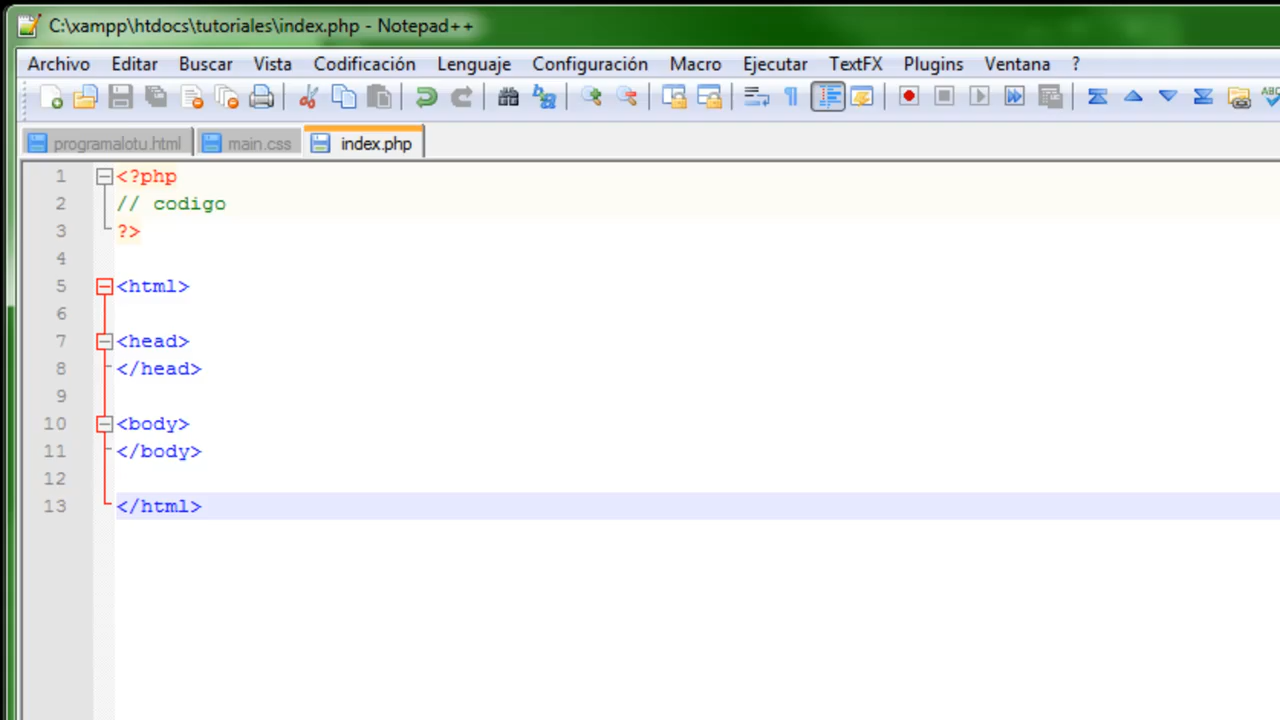 C:\xampp\htdocs\tutoriales\index.php - Notepad++
Archivo Editar Buscar Vista Codificación Lenguaje Configuración Macro Ejecutar TextFX Plugins Ventana ?
programalotu.html main.css index.php
1 <?php
2 // codigo
3 ?>
4
5 <html>
6
7 <head>
8 </head>
9
10 <body>
11 </body>
12
13 </html>